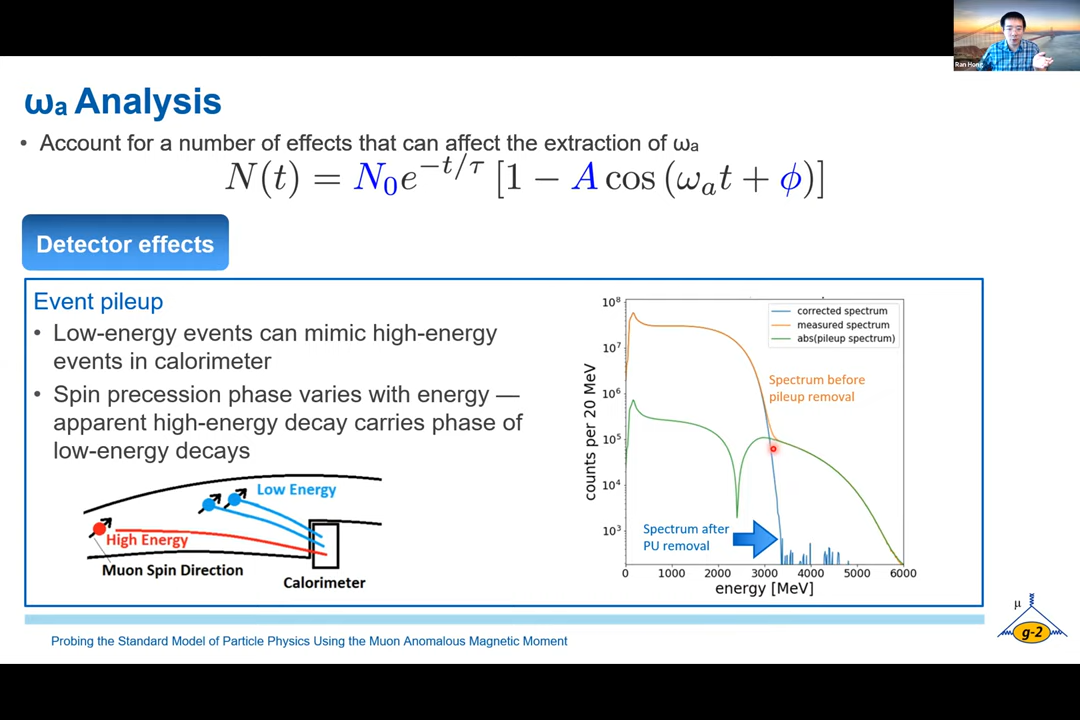 Ran Hong
ωa Analysis
• Account for a number of effects that can affect the extraction of ωa
N(t) = N₀e^{−t/τ} [1 − A cos (ωₐt + ϕ)]
Detector effects
Event pileup
• Low-energy events can mimic high-energy
events in calorimeter
• Spin precession phase varies with energy —
apparent high-energy decay carries phase of
low-energy decays
Low Energy
High Energy
Muon Spin Direction
Calorimeter
10⁸
10⁷
10⁶
10⁵
10⁴
10³
counts per 20 MeV
corrected spectrum
measured spectrum
abs(pileup spectrum)
Spectrum before
pileup removal
Spectrum after
PU removal
0 1000 2000 3000 4000 5000 6000
energy [MeV]
μ
g-2
Probing the Standard Model of Particle Physics Using the Muon Anomalous Magnetic Moment